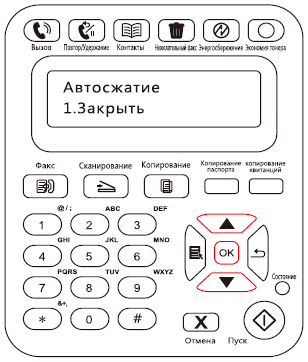 Вызов Повтор/Удержание Контакты Нежелательный факс Энергосбережение Экономия тонера
Автосжатие
1.Закрыть
Факс Сканирование Копирование Копирование паспорта копирование квитанций
@/; ABC DEF
1 2 3
GHI JKL MNO
4 5 6
OK
PQRS TUV WXYZ
7 8 9
Состояние
&+,
* 0 #
X
Отмена Пуск